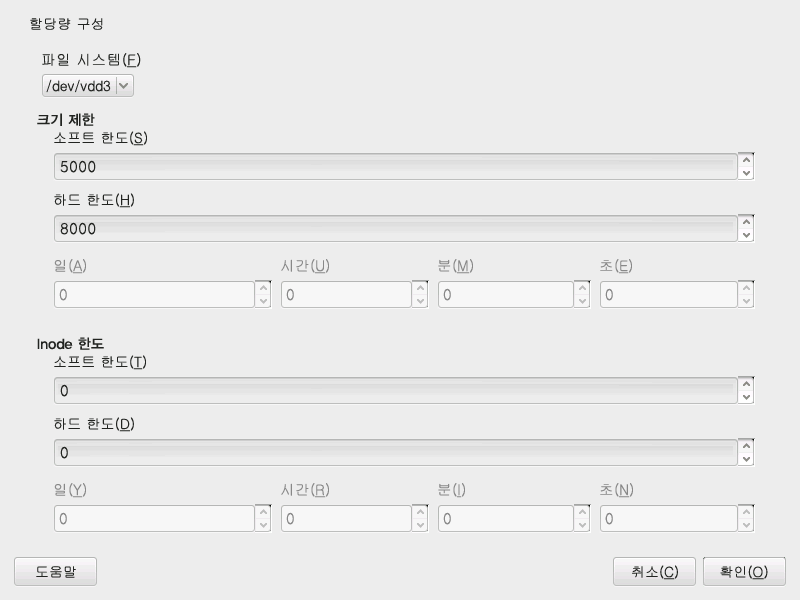 할당량 구성
파일 시스템(F)
/dev/vdd3
크기 제한
소프트 한도(S)
5000
하드 한도(H)
8000
일(A) 시간(U) 분(M) 초(E)
0 0 0 0
Inode 한도
소프트 한도(T)
0
하드 한도(D)
0
일(Y) 시간(R) 분(I) 초(N)
0 0 0 0
도움말 취소(C) 확인(O)